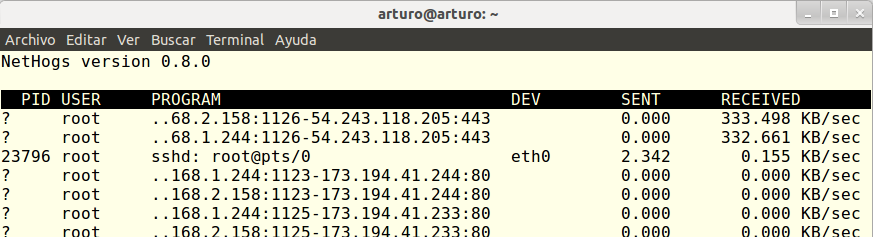 arturo@arturo: ~
Archivo Editar Ver Buscar Terminal Ayuda
NetHogs version 0.8.0
PID USER PROGRAM DEV SENT RECEIVED
? root ..68.2.158:1126-54.243.118.205:443 0.000 333.498 KB/sec
? root ..68.1.244:1126-54.243.118.205:443 0.000 332.661 KB/sec
23796 root sshd: root@pts/0 eth0 2.342 0.155 KB/sec
? root ..168.1.244:1123-173.194.41.244:80 0.000 0.000 KB/sec
? root ..168.2.158:1123-173.194.41.244:80 0.000 0.000 KB/sec
? root ..168.1.244:1125-173.194.41.233:80 0.000 0.000 KB/sec
? root ..168.2.158:1125-173.194.41.233:80 0.000 0.000 KB/sec